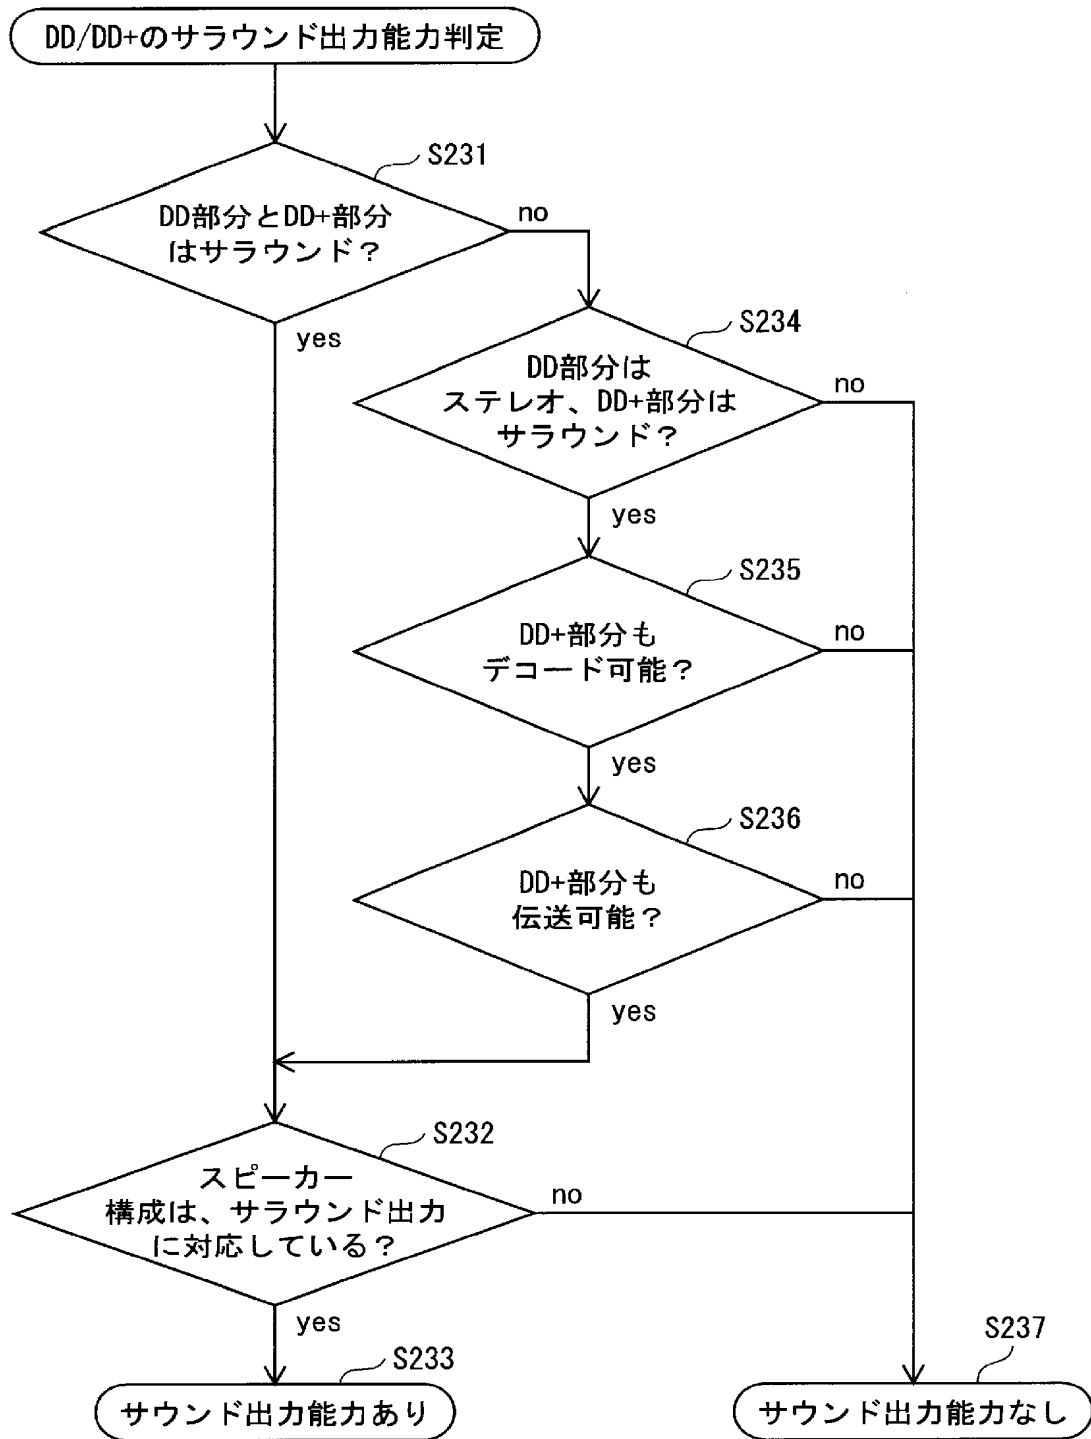 DD/DD+のサラウンド出力能力判定
S231
DD部分とDD+部分
はサラウンド？
no
yes
S234
DD部分は
ステレオ、DD+部分は
サラウンド？
no
yes
S235
DD+部分も
デコード可能？
no
yes
S236
DD+部分も
伝送可能？
no
yes
S232
スピーカー
構成は、サラウンド出力
に対応している？
no
yes
S233
サウンド出力能力あり
S237
サウンド出力能力なし